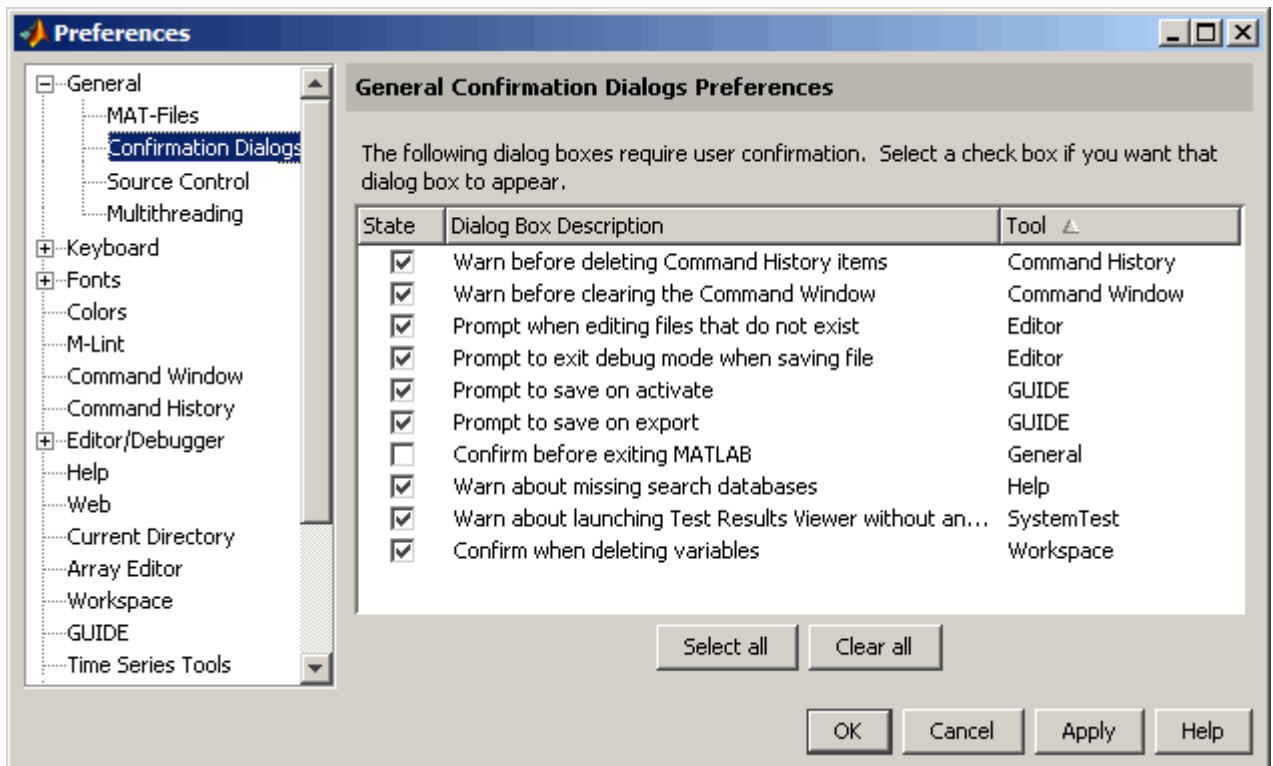 Preferences
General
MAT-Files
Confirmation Dialogs
Source Control
Multithreading
Keyboard
Fonts
Colors
M-Lint
Command Window
Command History
Editor/Debugger
Help
Web
Current Directory
Array Editor
Workspace
GUIDE
Time Series Tools
General Confirmation Dialogs Preferences
The following dialog boxes require user confirmation.  Select a check box if you want that
dialog box to appear.
State Dialog Box Description Tool
Warn before deleting Command History items Command History
Warn before clearing the Command Window Command Window
Prompt when editing files that do not exist Editor
Prompt to exit debug mode when saving file Editor
Prompt to save on activate GUIDE
Prompt to save on export GUIDE
Confirm before exiting MATLAB General
Warn about missing search databases Help
Warn about launching Test Results Viewer without an... SystemTest
Confirm when deleting variables Workspace
Select all Clear all
OK Cancel Apply Help